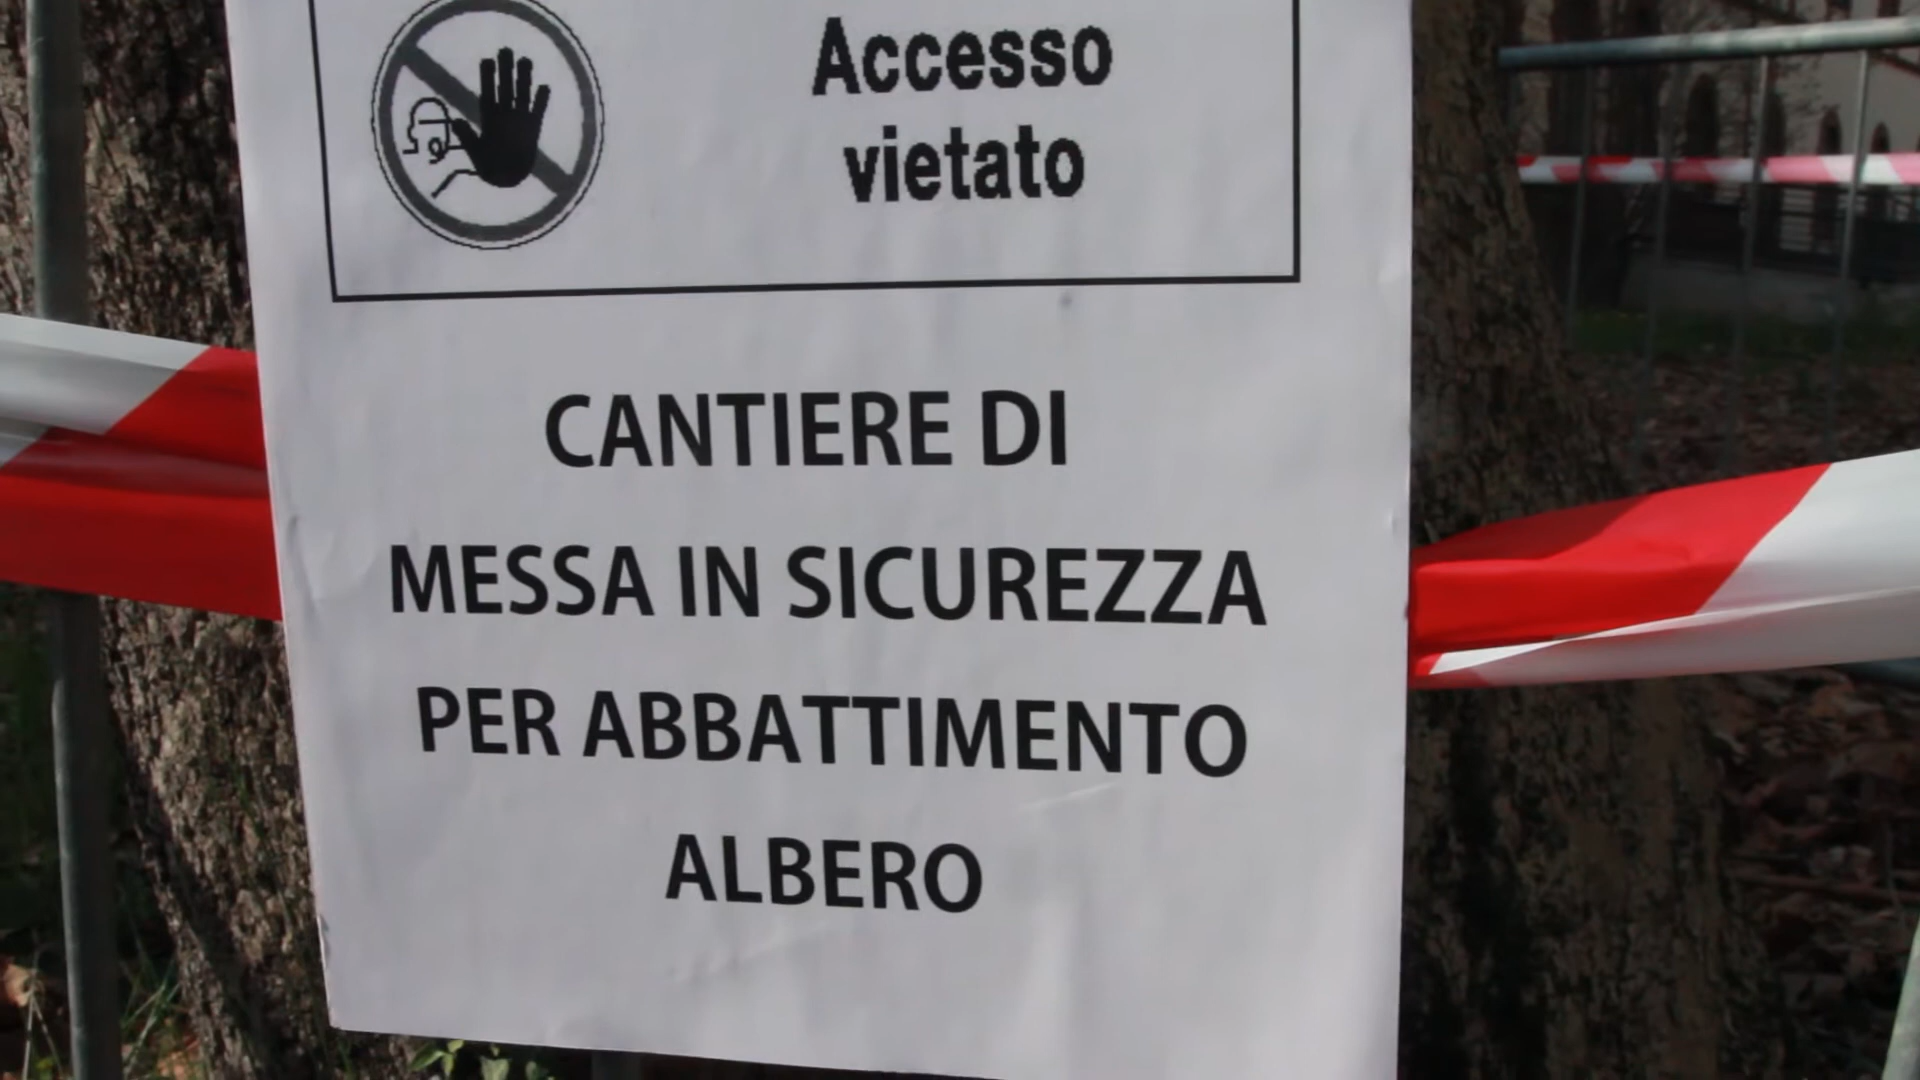 Accesso
vietato
CANTIERE DI
MESSA IN SICUREZZA
PER ABBATTIMENTO
ALBERO